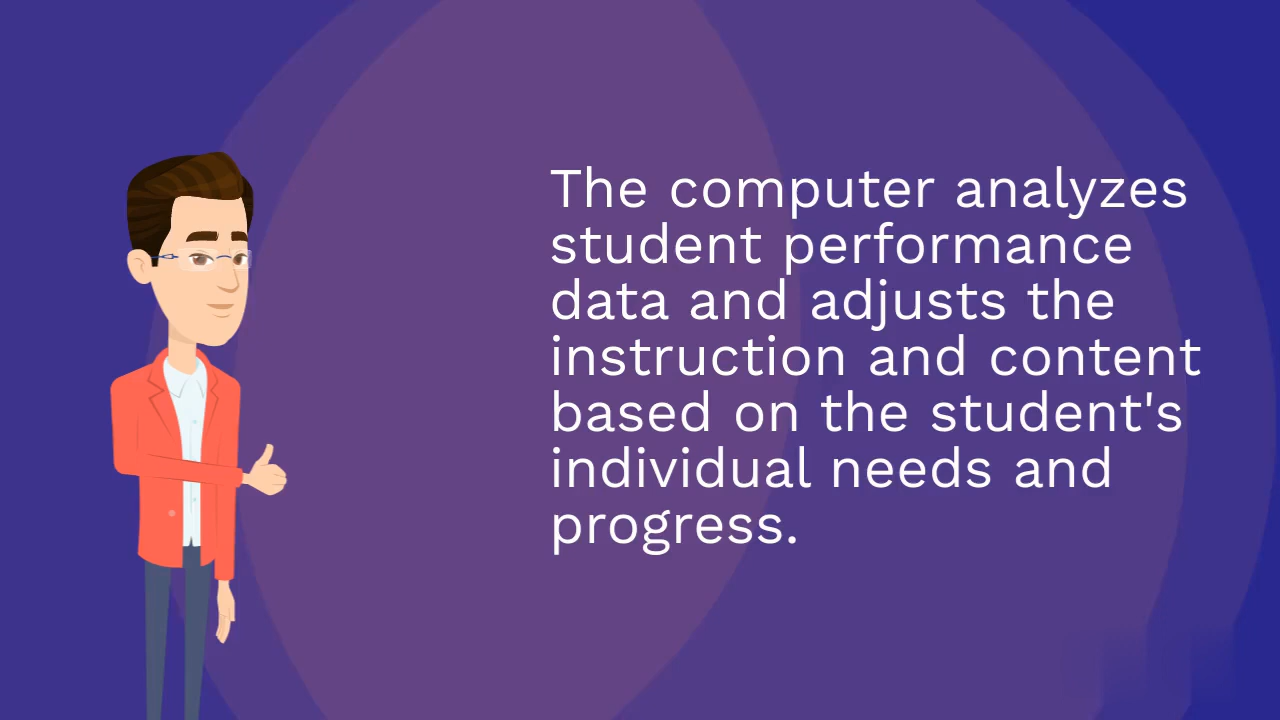 The computer analyzes
student performance
data and adjusts the
instruction and content
based on the student's
individual needs and
progress.